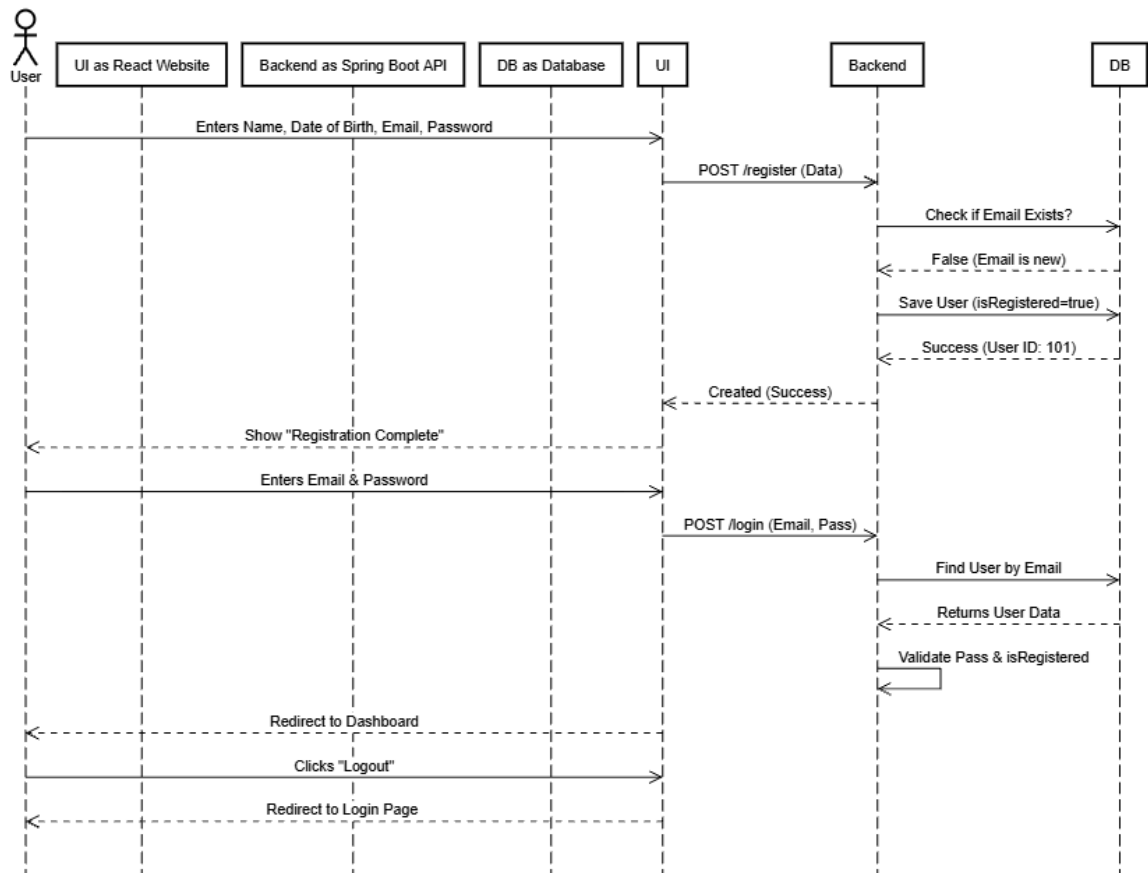 User
UI as React Website
Backend as Spring Boot API
DB as Database
UI
Backend
DB
Enters Name, Date of Birth, Email, Password
POST /register (Data)
Check if Email Exists?
False (Email is new)
Save User (isRegistered=true)
Success (User ID: 101)
Created (Success)
Show "Registration Complete"
Enters Email & Password
POST /login (Email, Pass)
Find User by Email
Returns User Data
Validate Pass & isRegistered
Redirect to Dashboard
Clicks "Logout"
Redirect to Login Page